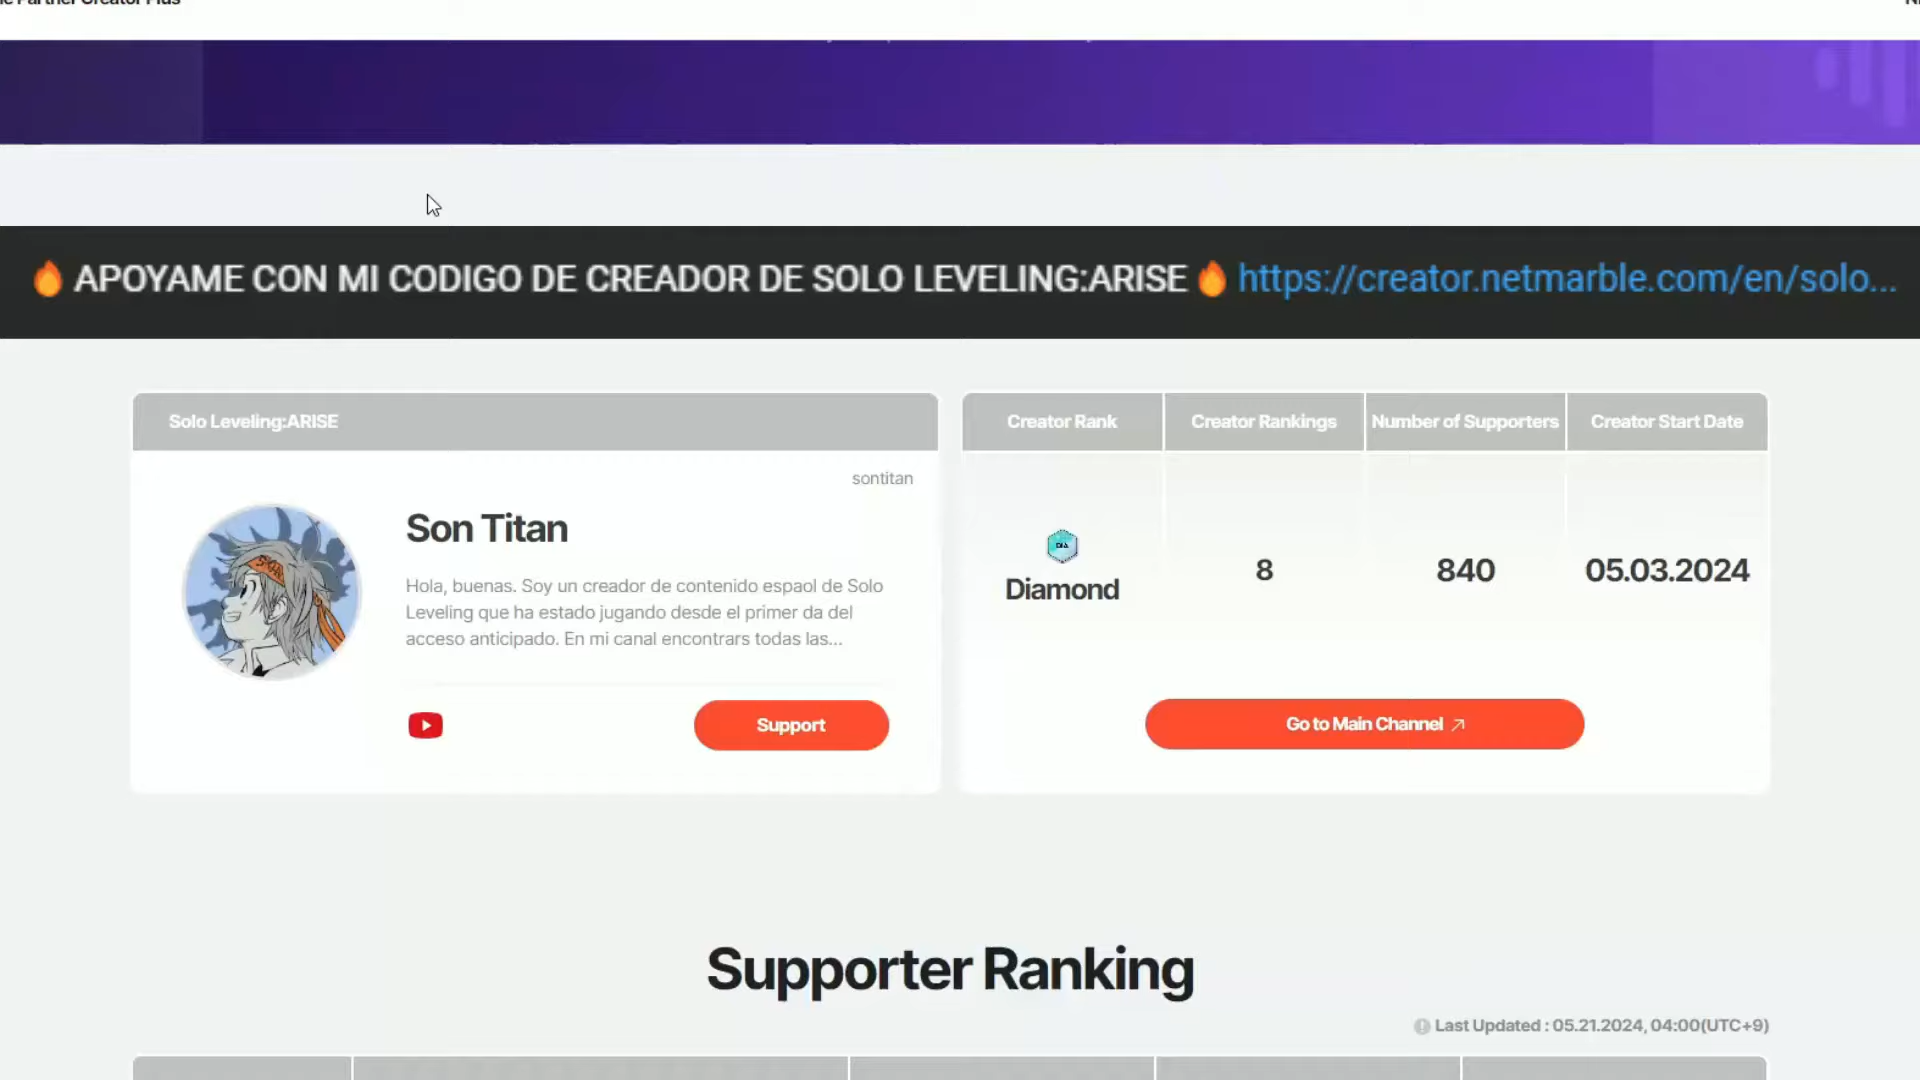 Partner Creator Plus
🔥 APOYAME CON MI CODIGO DE CREADOR DE SOLO LEVELING:ARISE 🔥 https://creator.netmarble.com/en/solo...
Solo Leveling:ARISE
sontitan
Son Titan
Hola, buenas. Soy un creador de contenido espaol de Solo
Leveling que ha estado jugando desde el primer da del
acceso anticipado. En mi canal encontrars todas las...
Support
Creator Rank
Creator Rankings
Number of Supporters
Creator Start Date
DIA
Diamond
8
840
05.03.2024
Go to Main Channel
Supporter Ranking
Last Updated : 05.21.2024, 04:00(UTC+9)